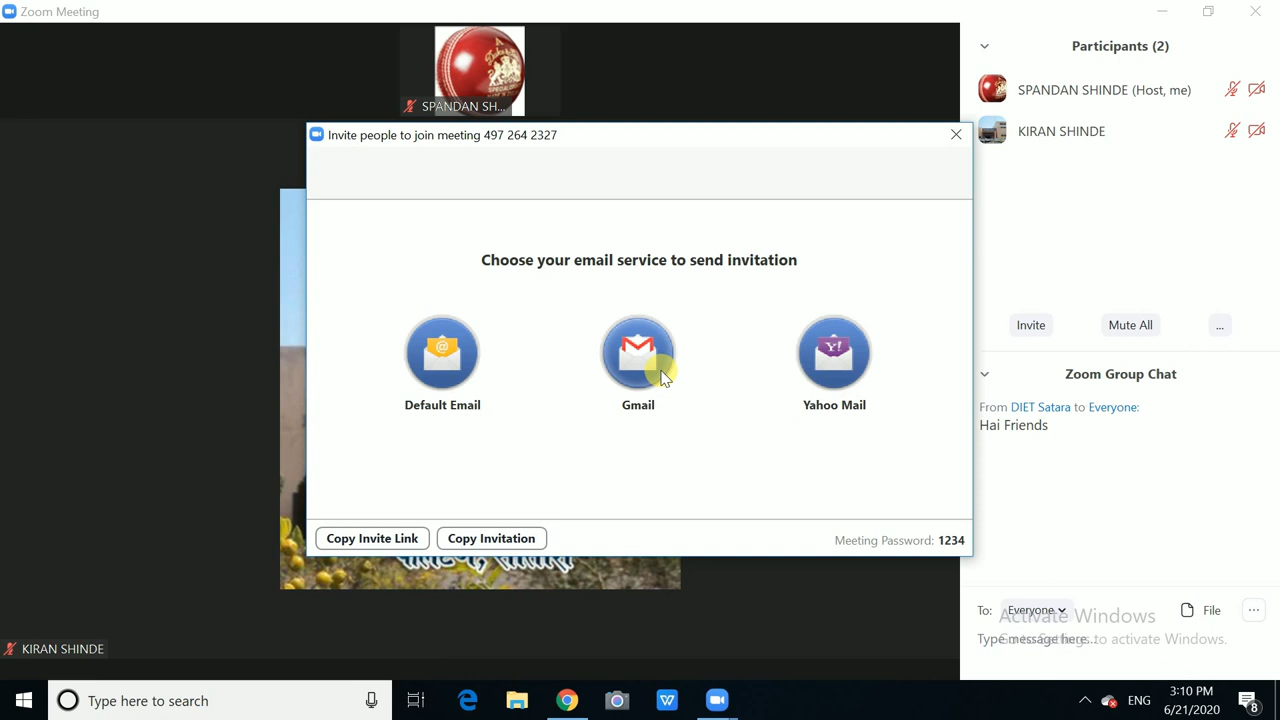 Zoom Meeting
SPANDAN SH...
Invite people to join meeting 497 264 2327
Choose your email service to send invitation
Default Email
Gmail
Yahoo Mail
Copy Invite Link
Copy Invitation
Meeting Password: 1234
KIRAN SHINDE
Participants (2)
SPANDAN SHINDE (Host, me)
KIRAN SHINDE
Invite
Mute All
...
Zoom Group Chat
From DIET Satara to Everyone:
Hai Friends
To: Everyone
File
...
Type message here...
Activate Windows
Go to Settings to activate Windows.
Type here to search
ENG
3:10 PM
6/21/2020
8